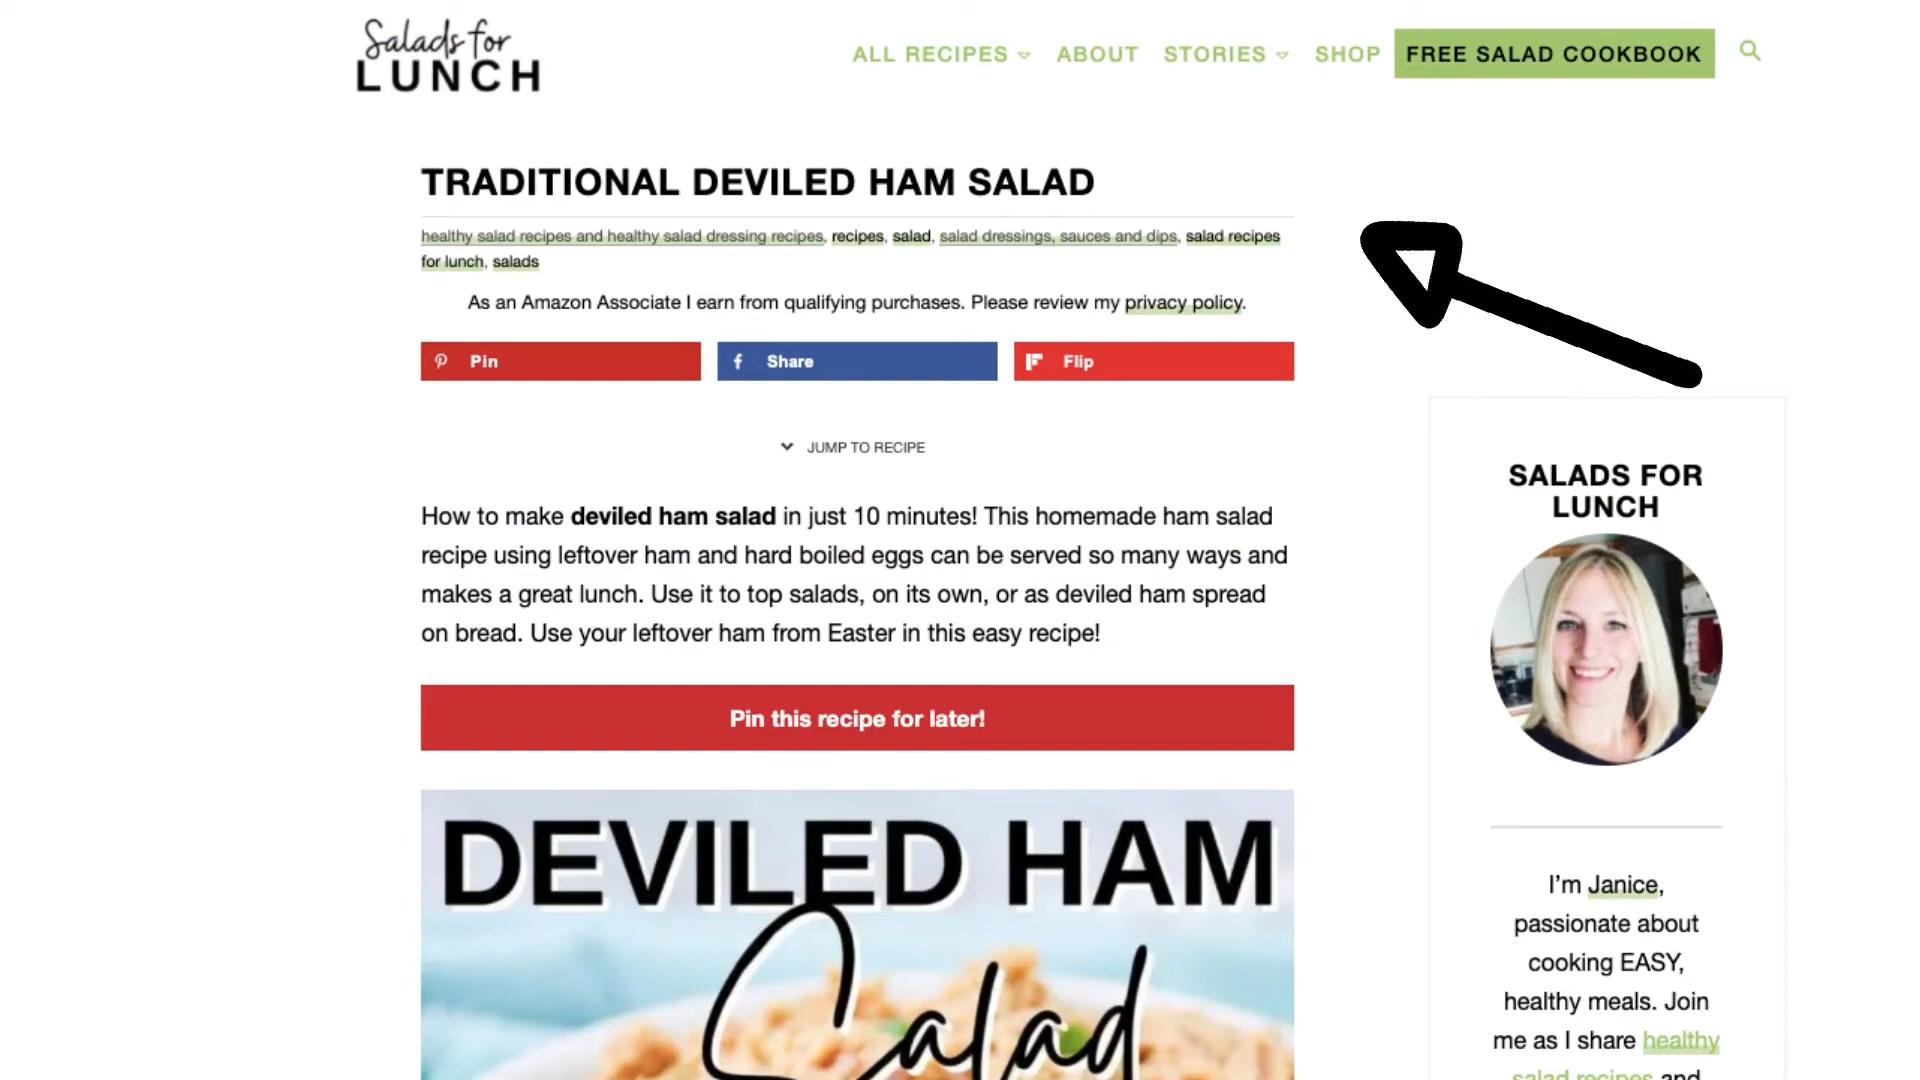 Salads for
LUNCH
ALL RECIPES
ABOUT
STORIES
SHOP
FREE SALAD COOKBOOK
TRADITIONAL DEVILED HAM SALAD
healthy salad recipes and healthy salad dressing recipes, recipes, salad, salad dressings, sauces and dips, salad recipes
for lunch, salads
As an Amazon Associate I earn from qualifying purchases. Please review my privacy policy.
Pin
Share
Flip
JUMP TO RECIPE
How to make deviled ham salad in just 10 minutes! This homemade ham salad
recipe using leftover ham and hard boiled eggs can be served so many ways and
makes a great lunch. Use it to top salads, on its own, or as deviled ham spread
on bread. Use your leftover ham from Easter in this easy recipe!
Pin this recipe for later!
DEVILED HAM
Salad
SALADS FOR
LUNCH
I'm Janice,
passionate about
cooking EASY,
healthy meals. Join
me as I share healthy
salad recipes and